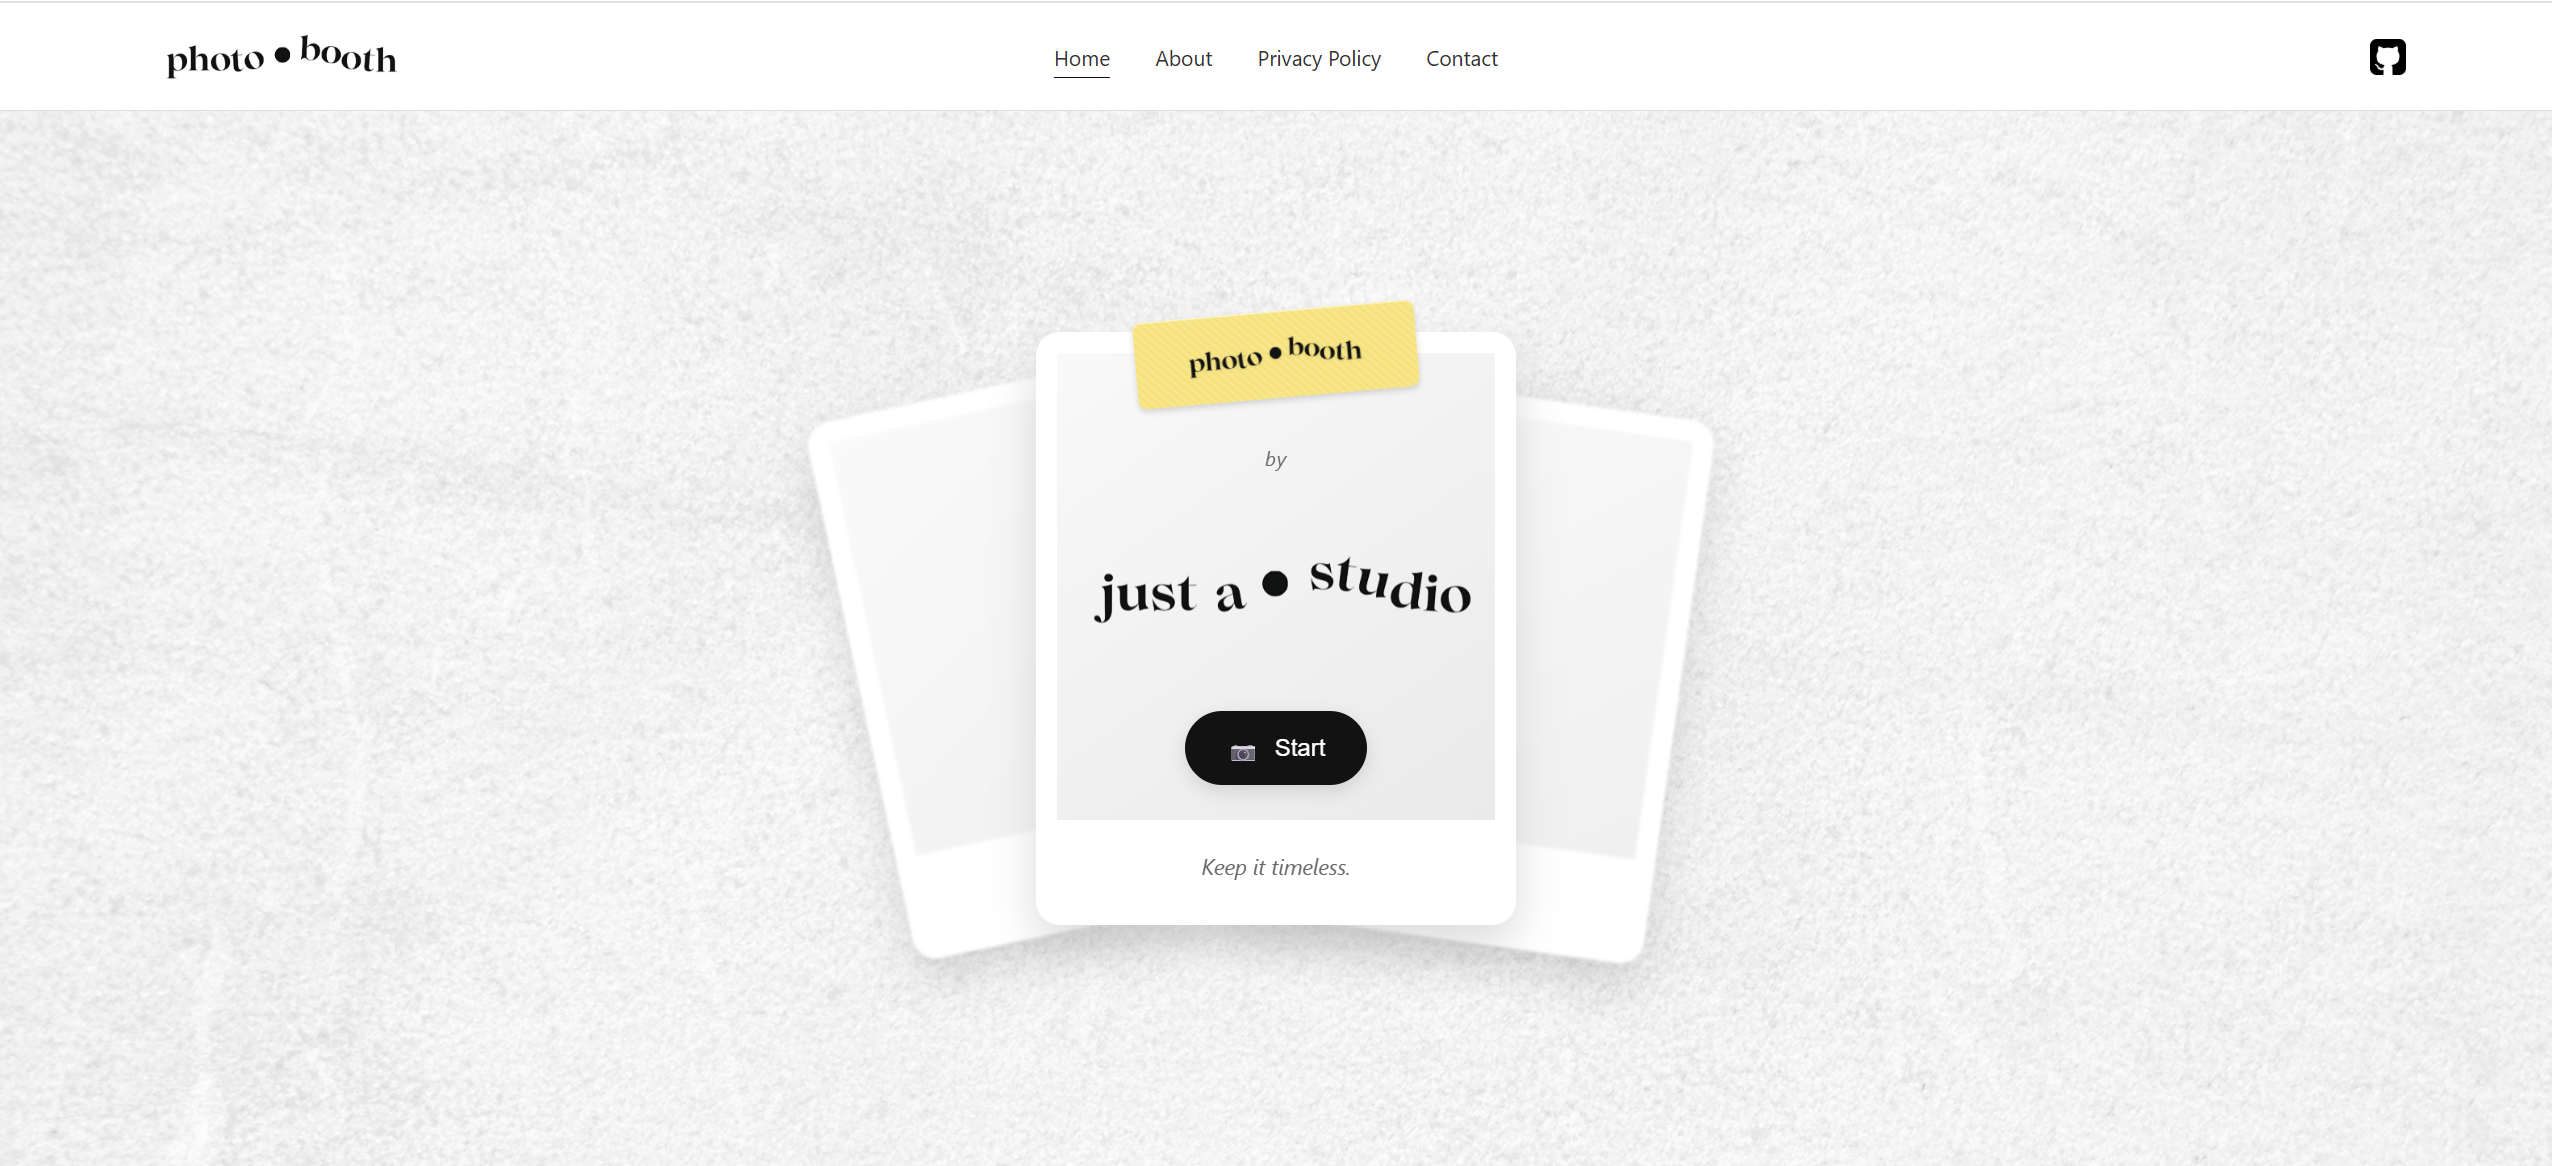 photo • booth
Home About Privacy Policy Contact
photo • booth
by
just a • studio
Start
Keep it timeless.